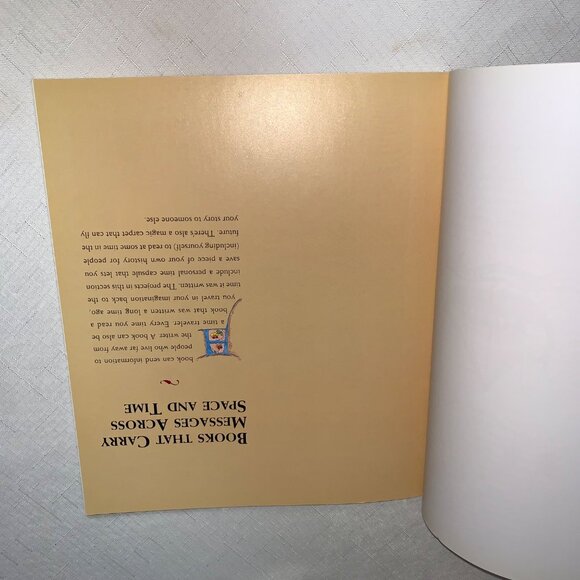 BOOKS THAT CARRY
MESSAGES ACROSS
SPACE AND TIME
A book can send information to
people who live far away from
the writer. A book can also be
a time traveler. Every time you read a
book that was written a long time ago,
you travel in your imagination back to the
time it was written. The projects in this section
include a personal time capsule that lets you
save a piece of your own history for people
(including yourself) to read at some time in the
future. There's also a magic carpet that can fly
your story to someone else.